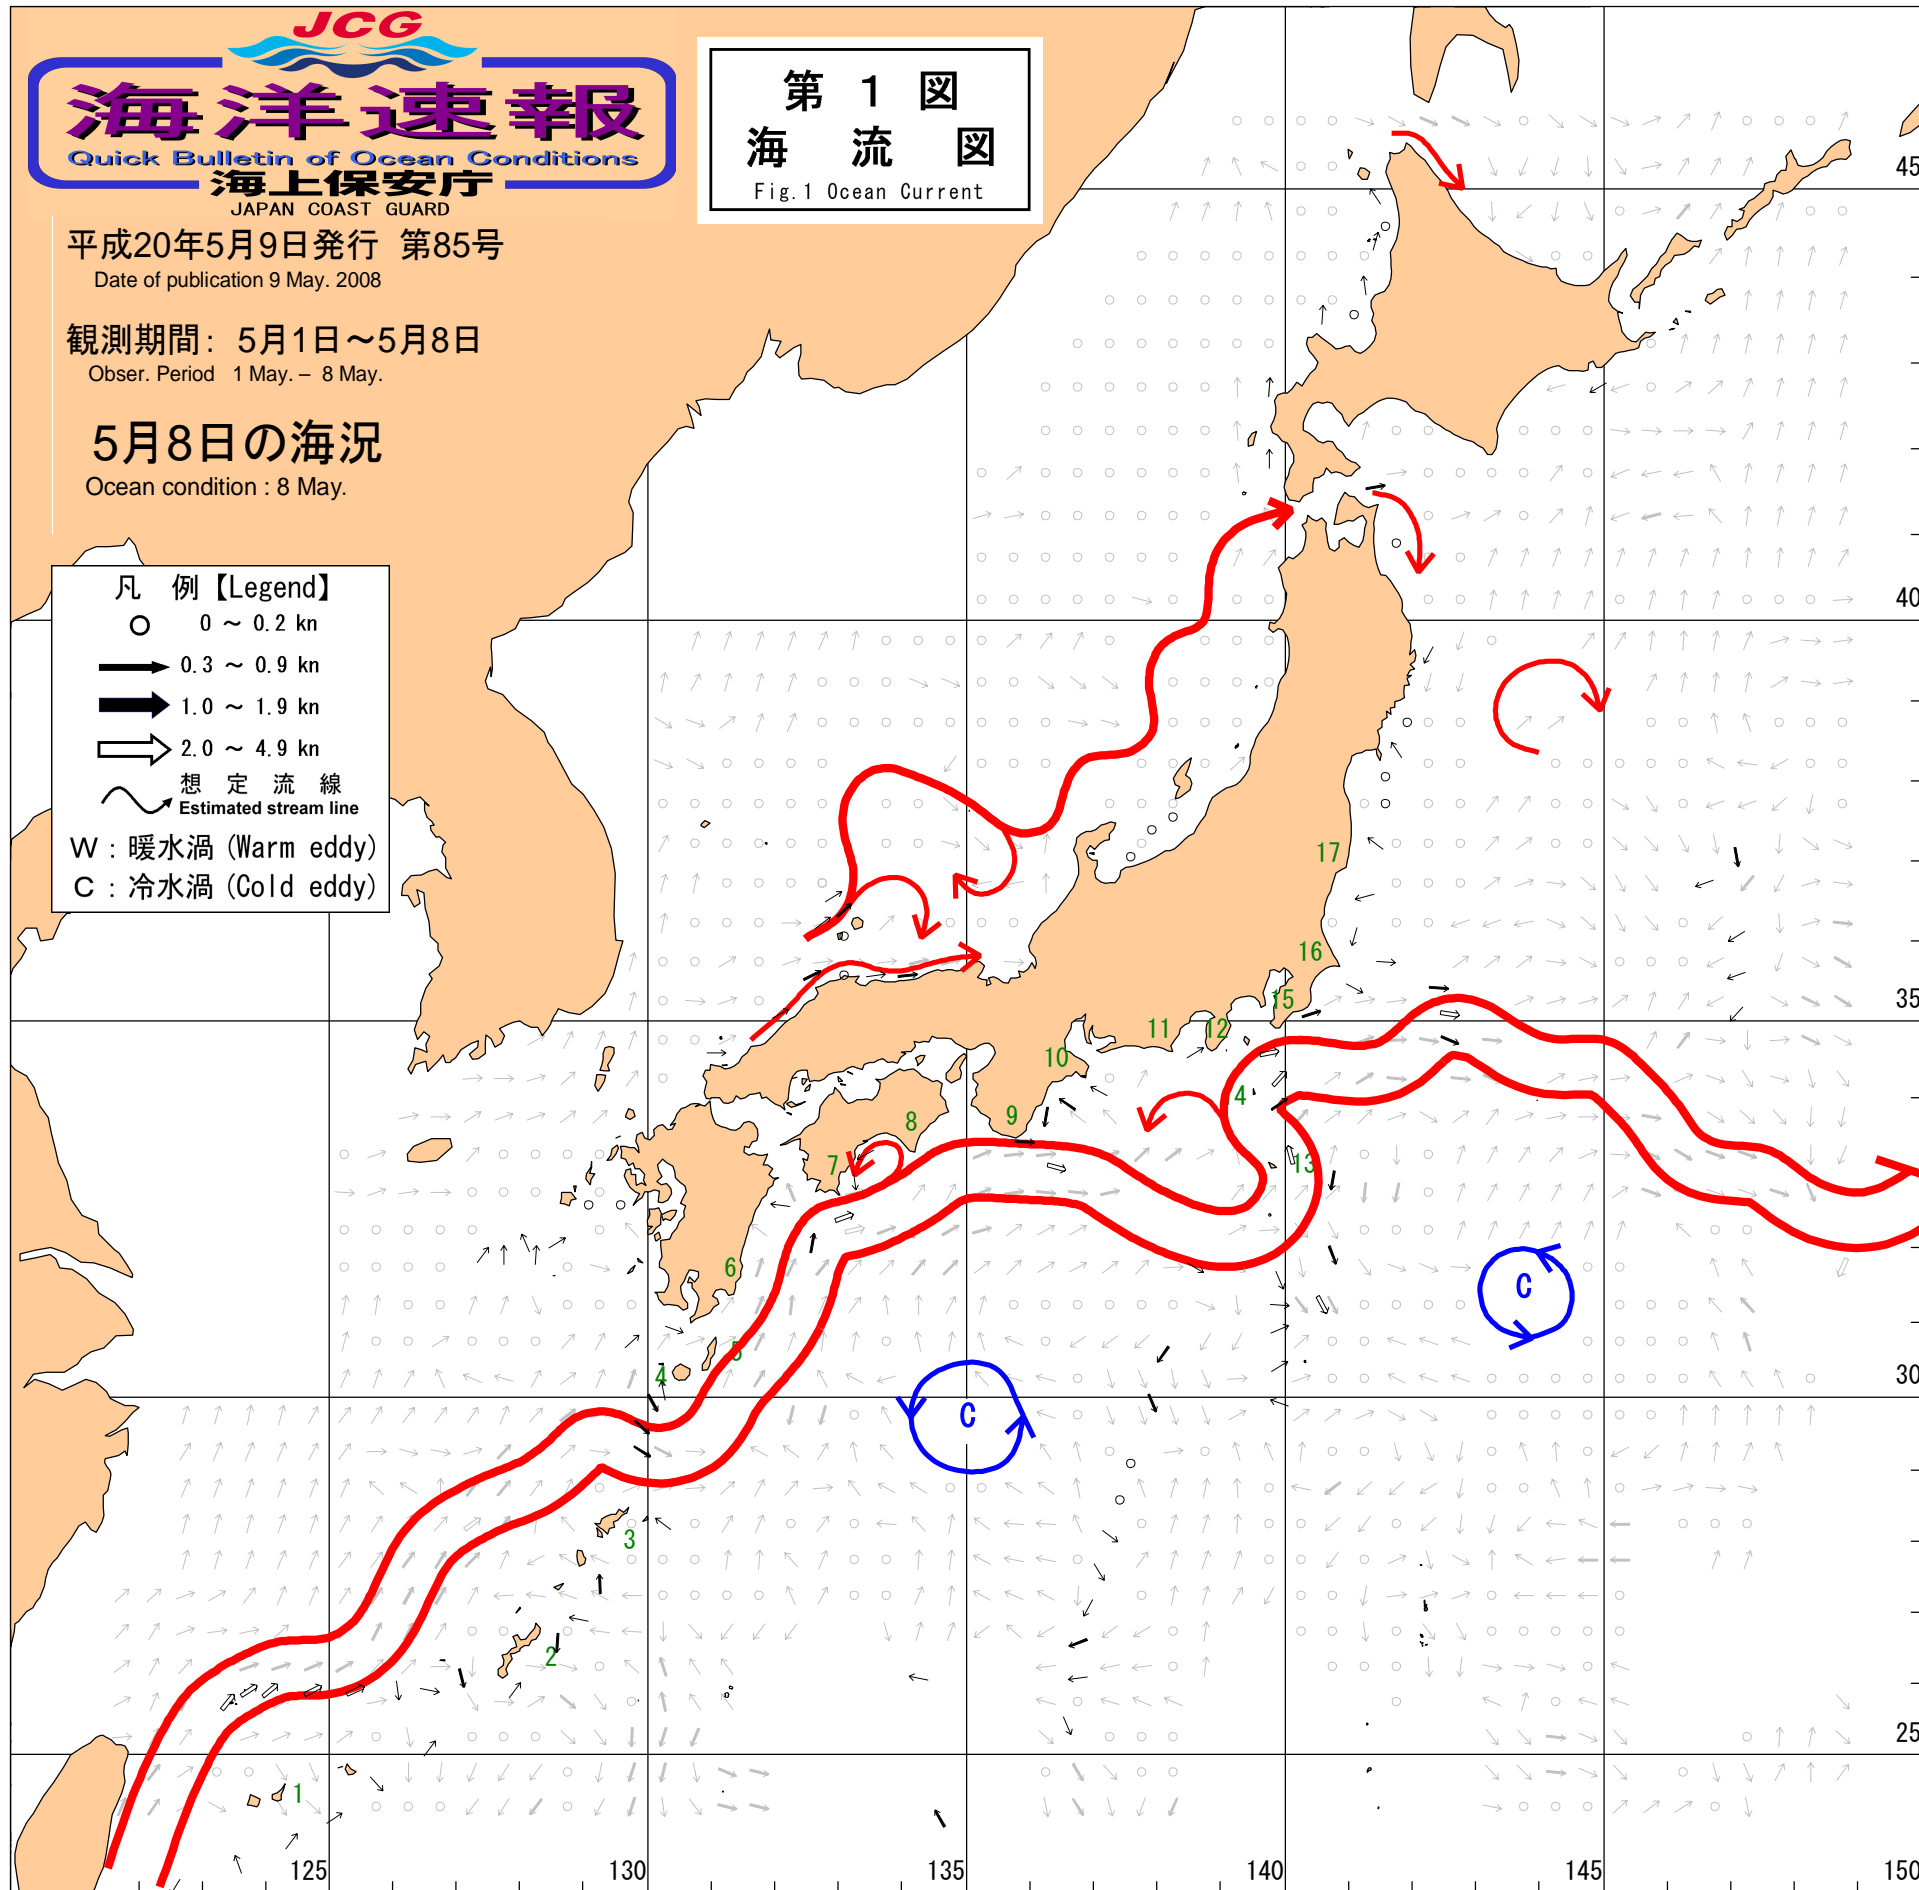 JCG
海洋速報
Quick Bulletin of Ocean Conditions
海上保安庁
JAPAN COAST GUARD
第 1 図
海 流 図
Fig.1 Ocean Current
平成20年5月9日発行 第85号
Date of publication 9 May. 2008
観測期間： 5月1日～5月8日
Obser. Period 1 May. – 8 May.
5月8日の海況
Ocean condition : 8 May.
凡 例【Legend】
0 ～ 0.2 kn
0.3 ～ 0.9 kn
1.0 ～ 1.9 kn
2.0 ～ 4.9 kn
想 定 流 線
Estimated stream line
W : 暖水渦 (Warm eddy)
C : 冷水渦 (Cold eddy)
45
40
17
16
35
15
12
11
10
4
9
8
7
13
6
C
5
4
30
C
3
2
25
1
125
130
135
140
145
150